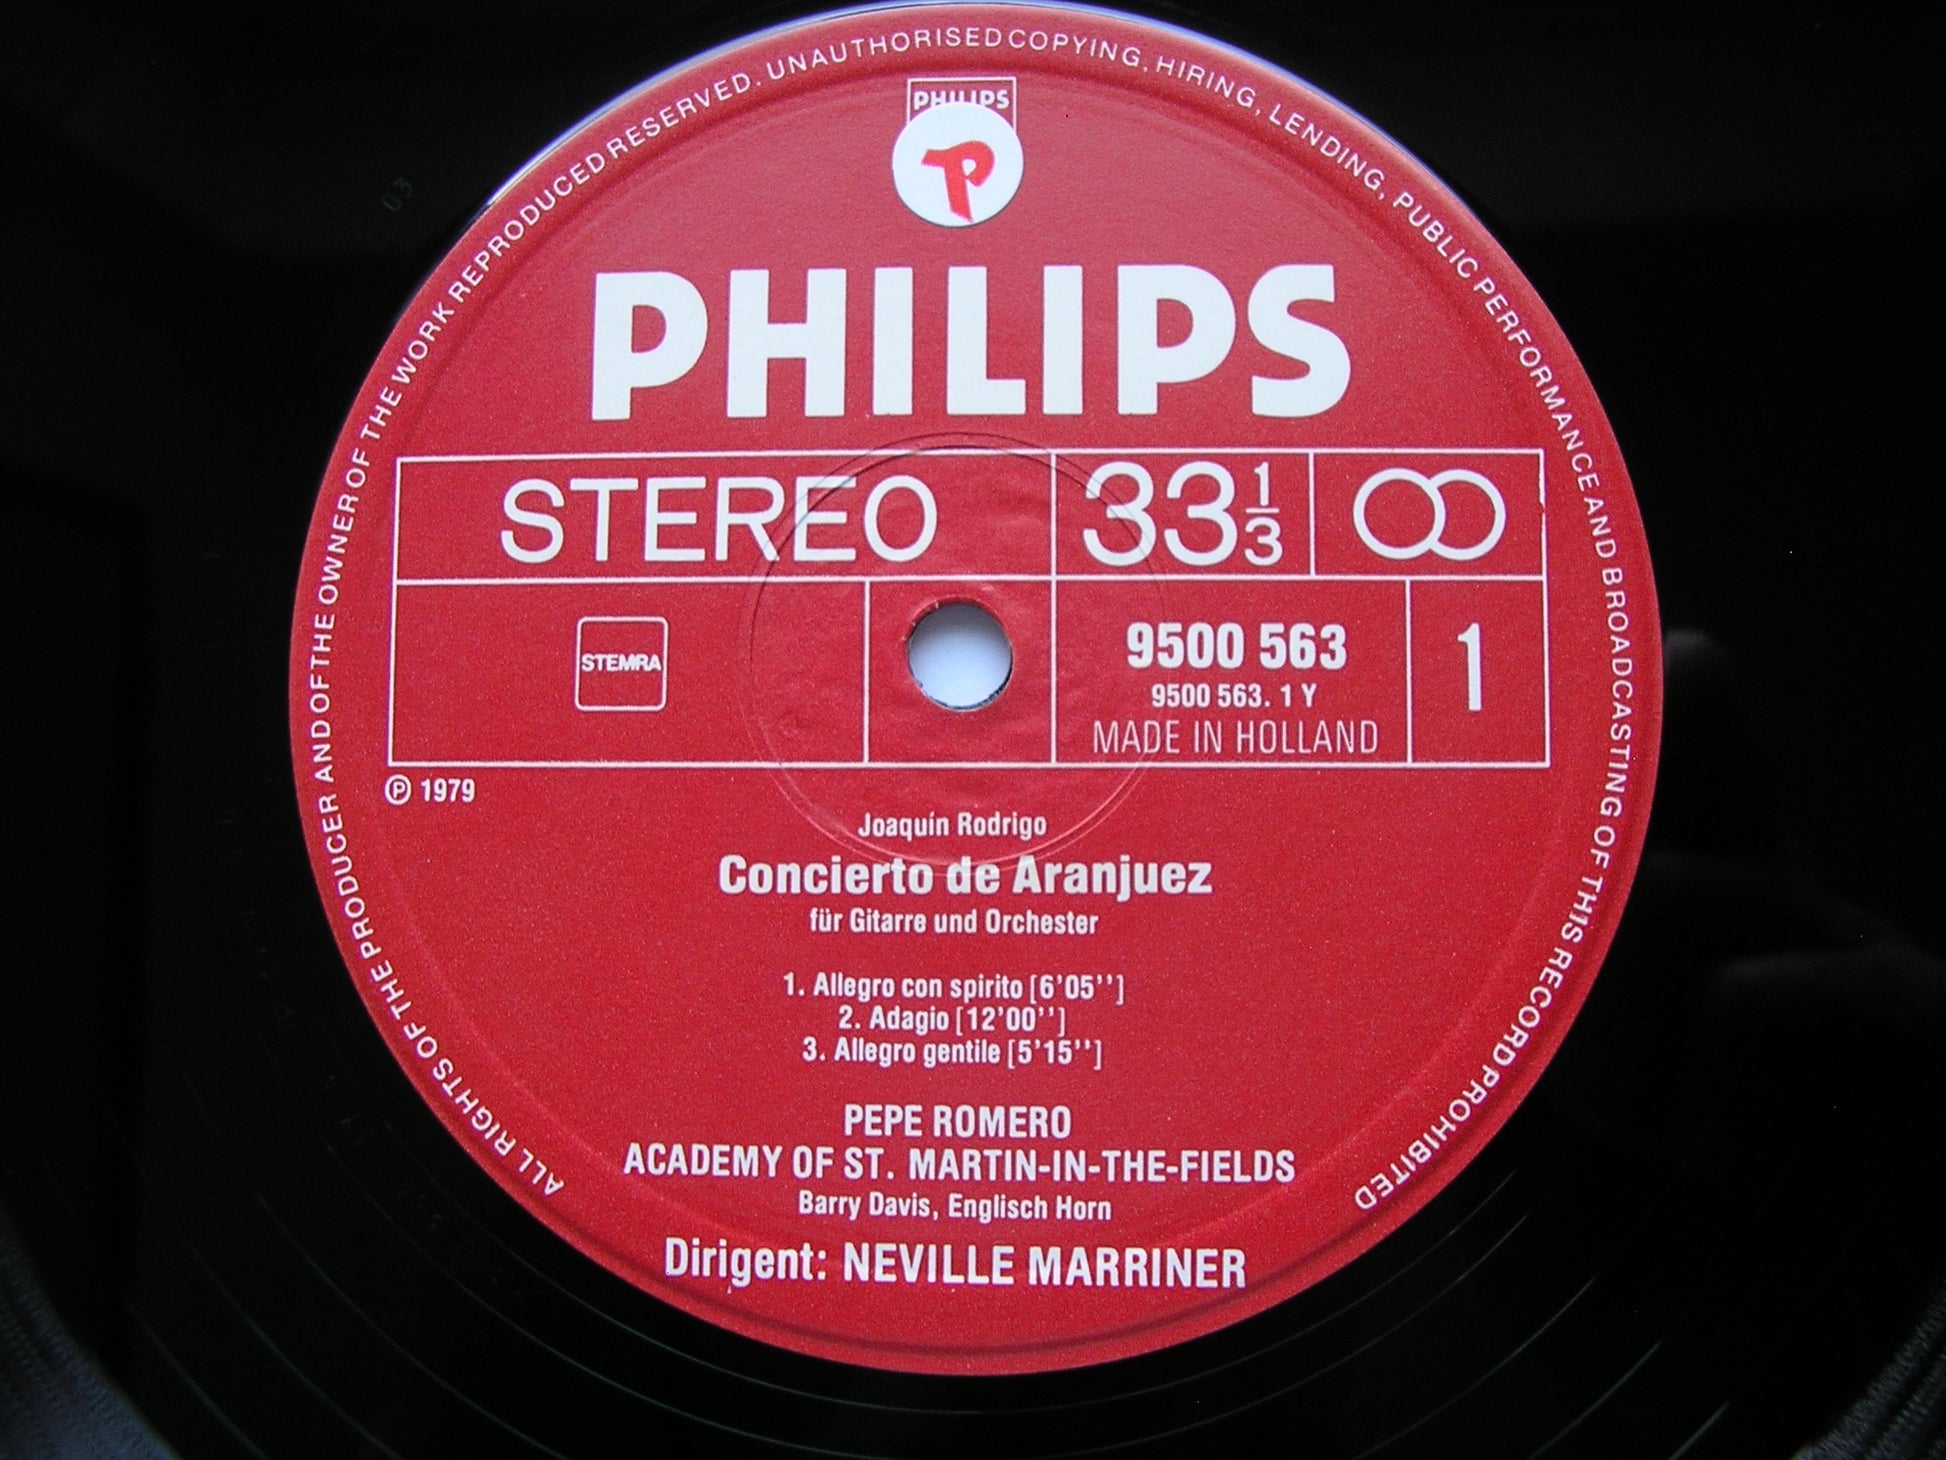 ALL RIGHTS OF THE PRODUCER AND OF THE OWNER OF THE WORK REPRODUCED RESERVED. UNAUTHORISED COPYING, HIRING, LENDING, PUBLIC PERFORMANCE AND BROADCASTING OF THIS RECORD PROHIBITED
PHILIPS
P
PHILIPS
STEREO 33 1/3
STEMRA
9500 563 1
9500 563. 1 Y
MADE IN HOLLAND
℗ 1979
Joaquín Rodrigo
Concierto de Aranjuez
für Gitarre und Orchester
1. Allegro con spirito [6'05'']
2. Adagio [12'00'']
3. Allegro gentile [5'15'']
PEPE ROMERO
ACADEMY OF ST. MARTIN-IN-THE-FIELDS
Barry Davis, Englisch Horn
Dirigent: NEVILLE MARRINER